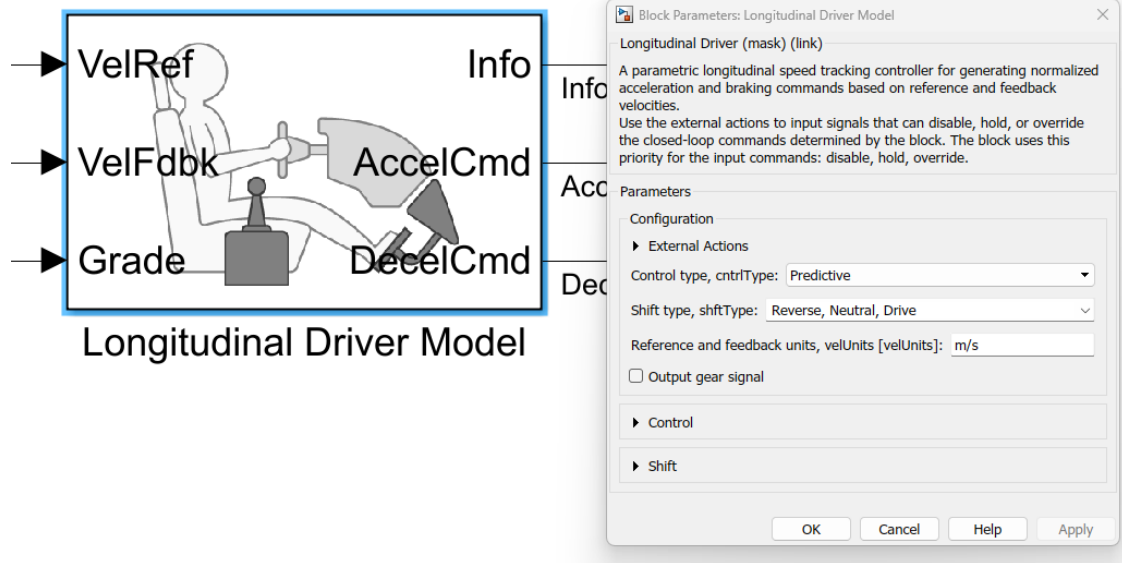 VelRef
Info
Info
VelFdbk
AccelCmd
Acc
Grade
DecelCmd
Dec
Longitudinal Driver Model
Block Parameters: Longitudinal Driver Model
Longitudinal Driver (mask) (link)
A parametric longitudinal speed tracking controller for generating normalized
acceleration and braking commands based on reference and feedback
velocities.
Use the external actions to input signals that can disable, hold, or override
the closed-loop commands determined by the block. The block uses this
priority for the input commands: disable, hold, override.
Parameters
Configuration
External Actions
Control type, cntrlType: Predictive
Shift type, shftType: Reverse, Neutral, Drive
Reference and feedback units, velUnits [velUnits]: m/s
Output gear signal
Control
Shift
OK Cancel Help Apply